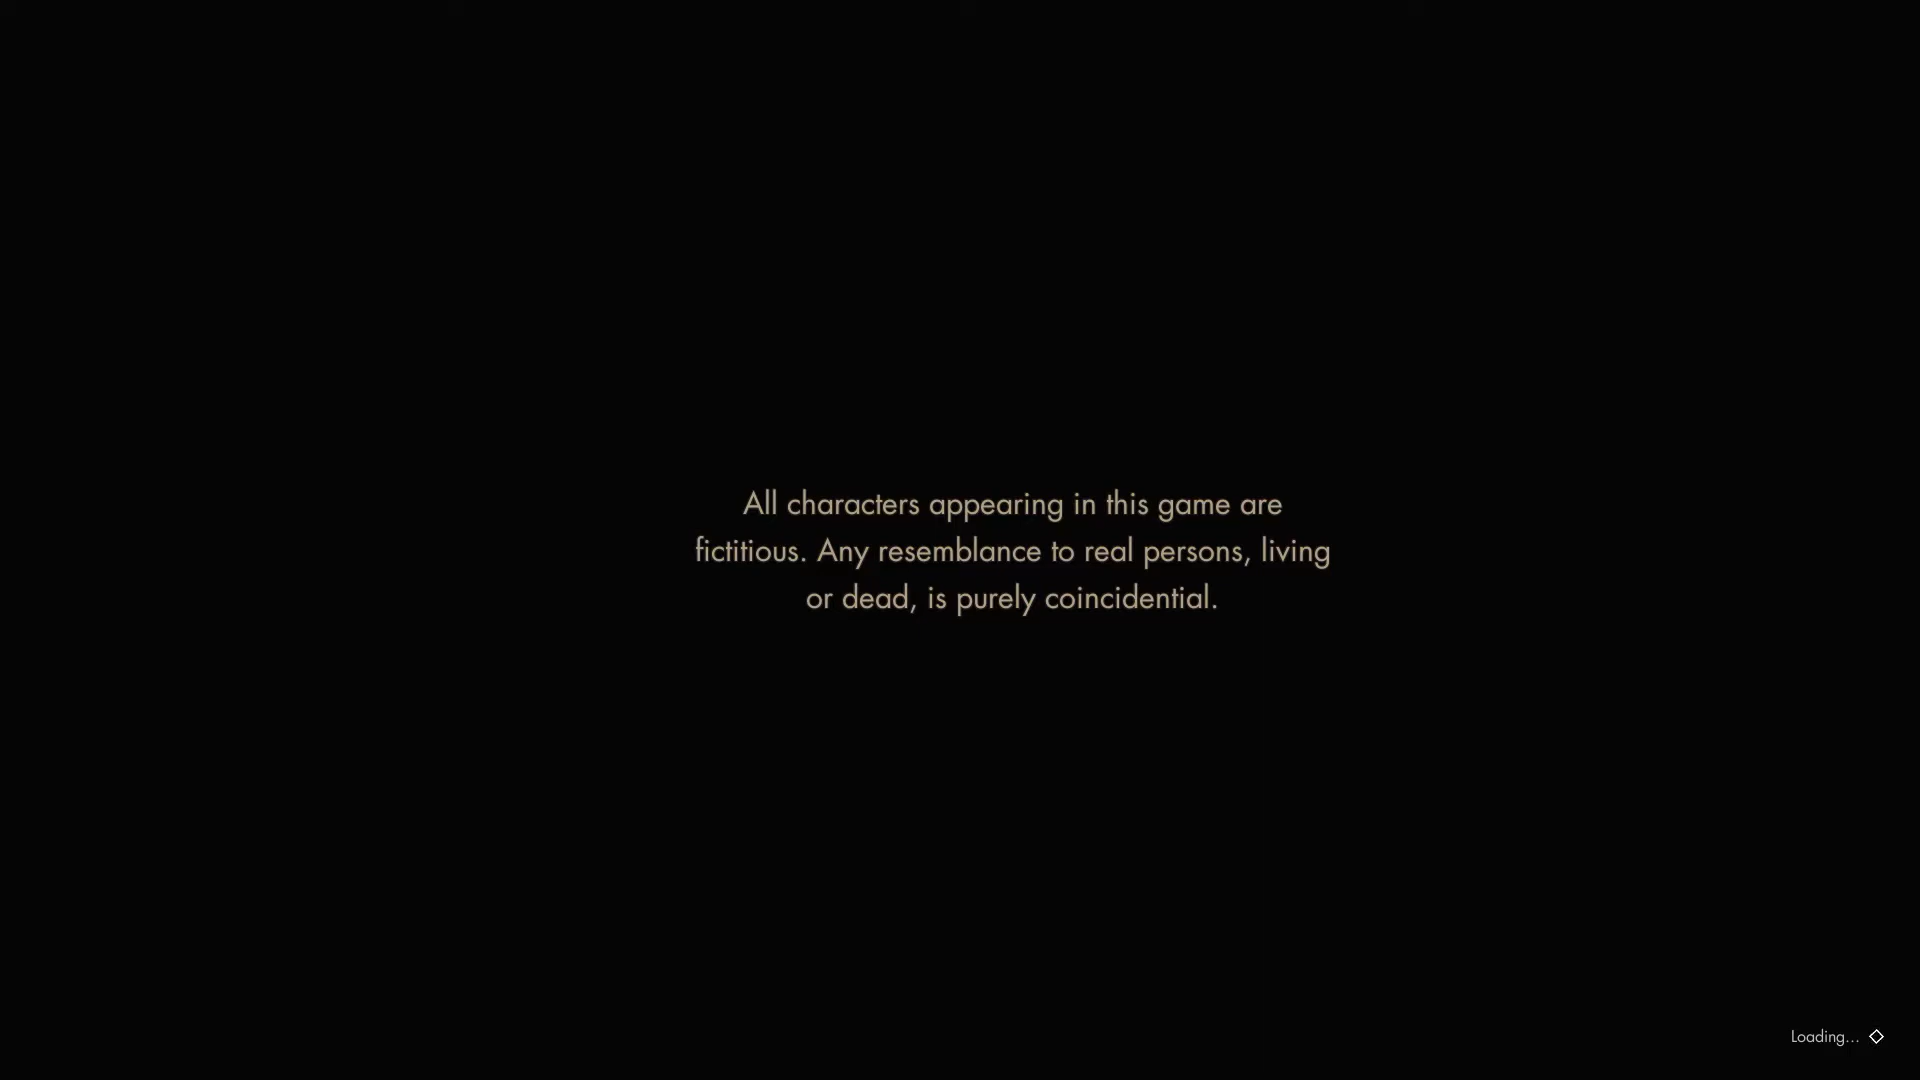 All characters appearing in this game are
fictitious. Any resemblance to real persons, living
or dead, is purely coincidential.
Loading...